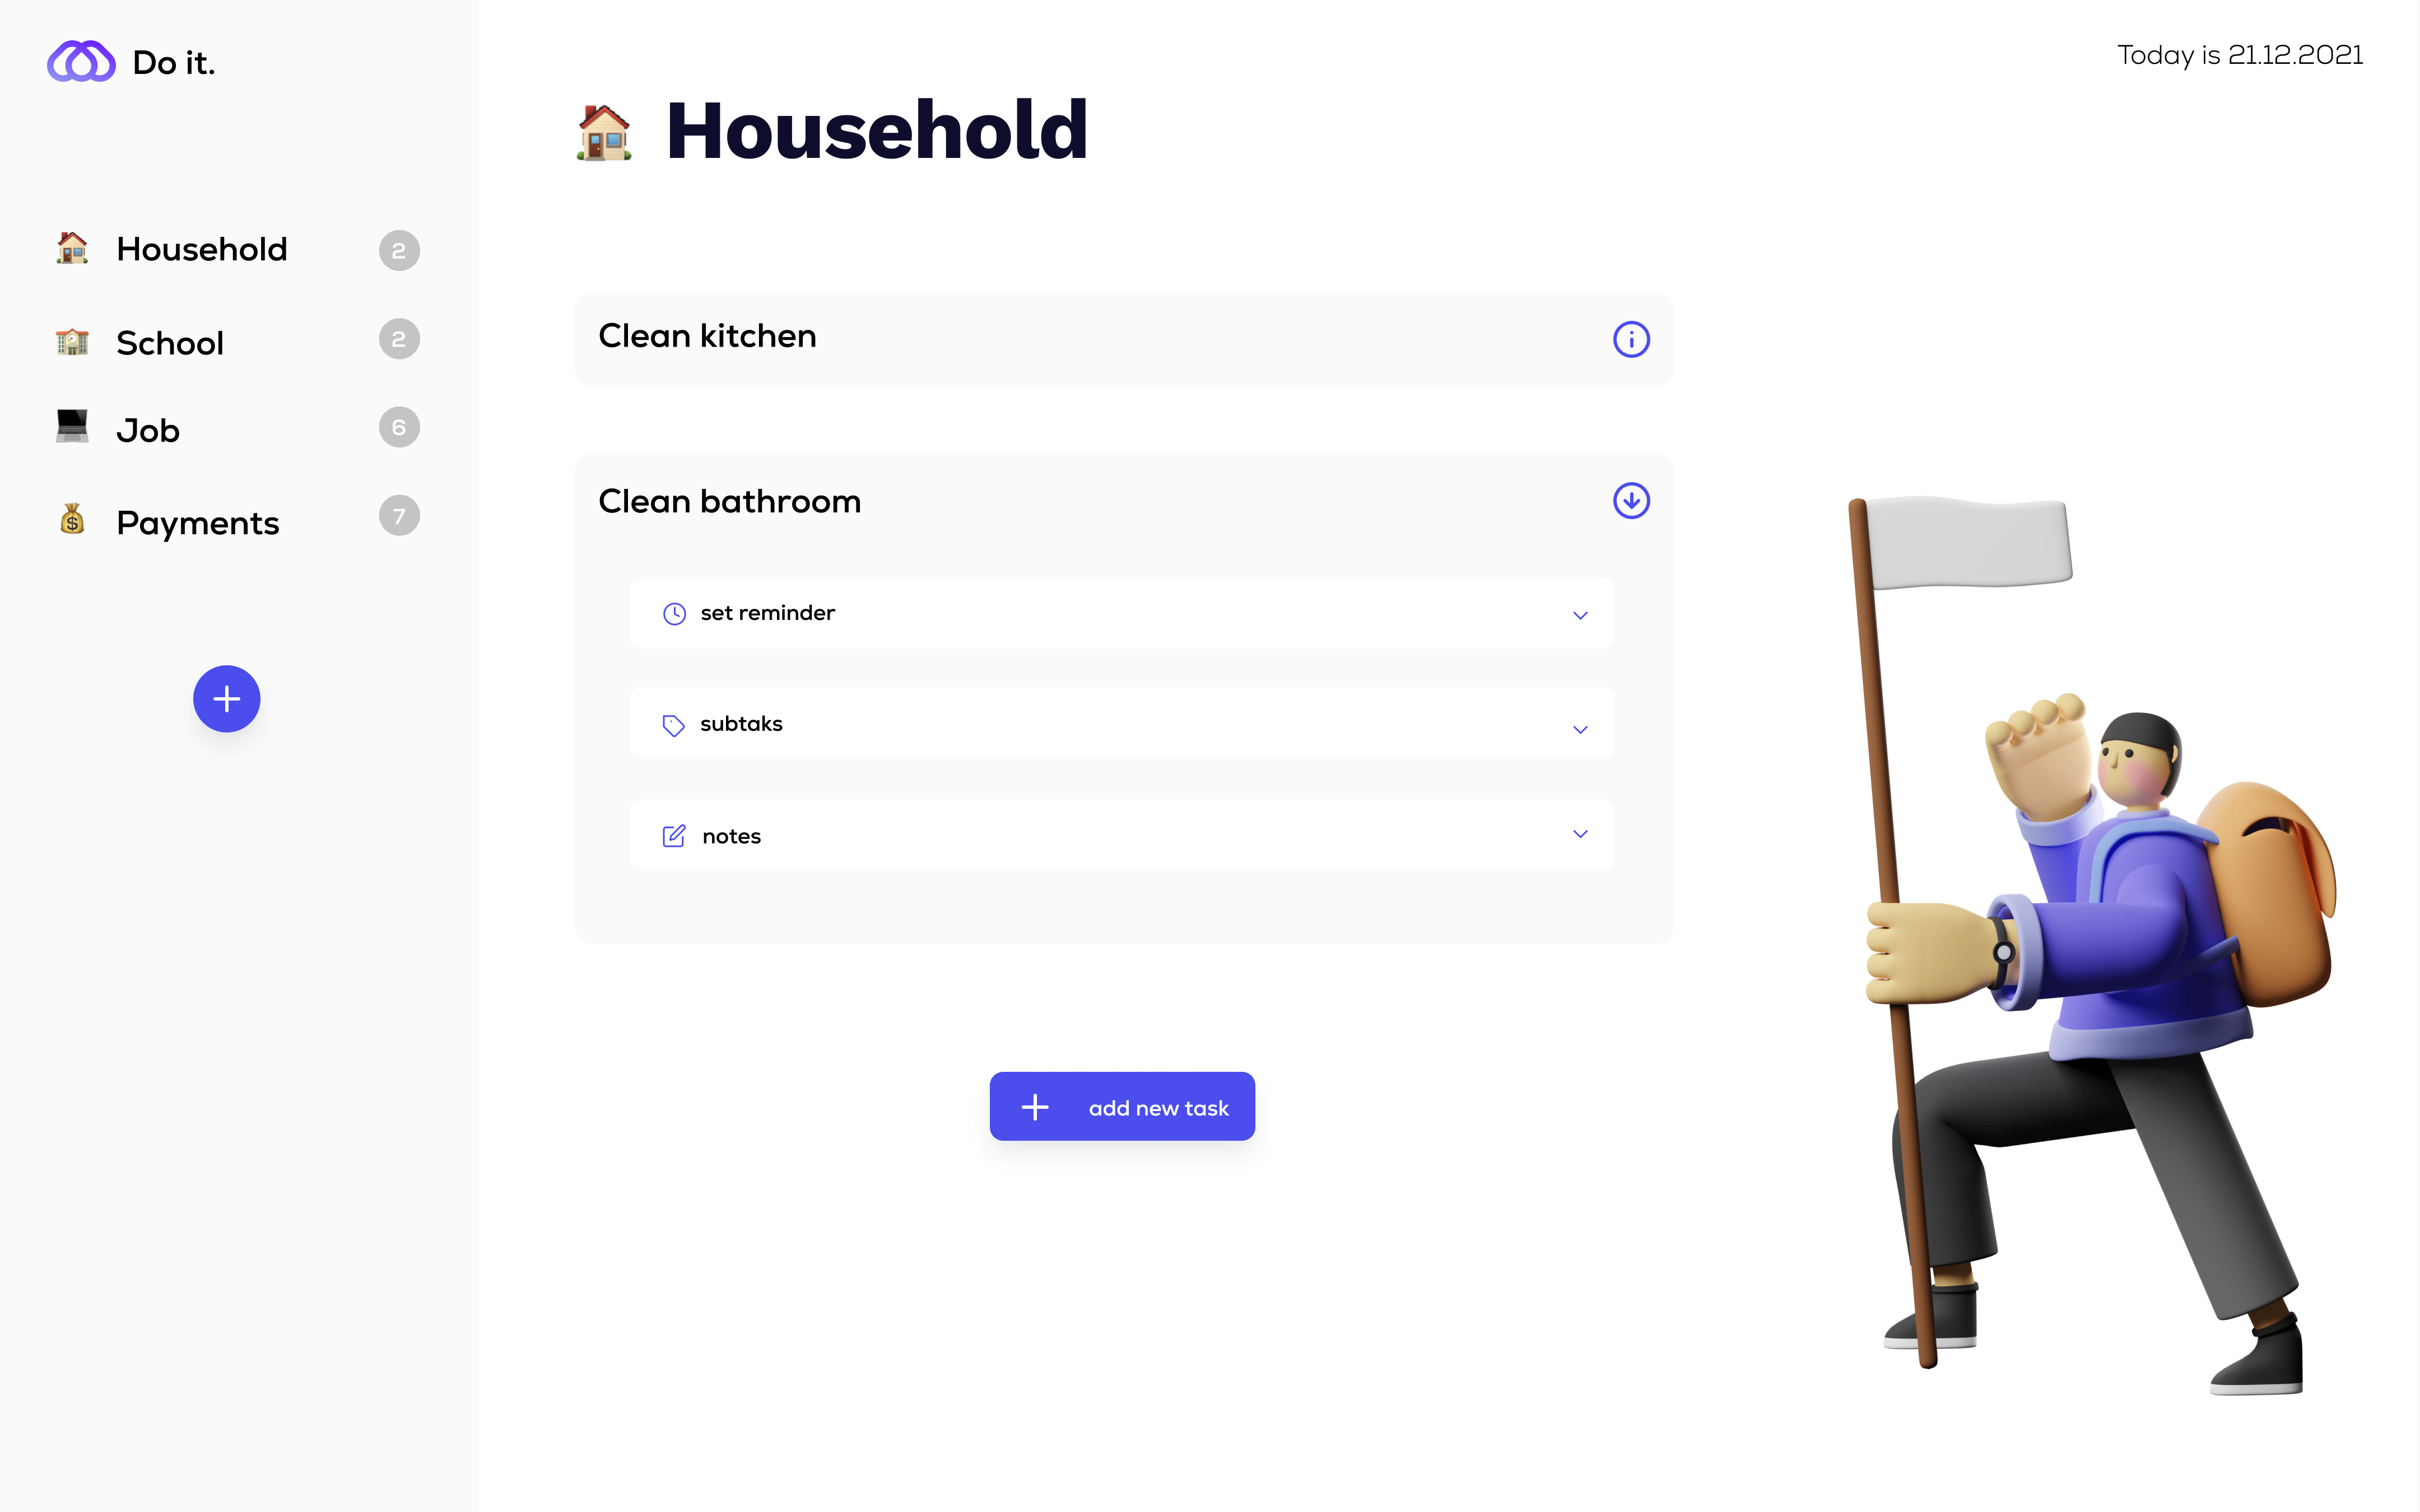 Do it.
Today is 21.12.2021
Household
Household 2
School 2
Job 6
Payments 7
Clean kitchen
Clean bathroom
set reminder
subtaks
notes
add new task